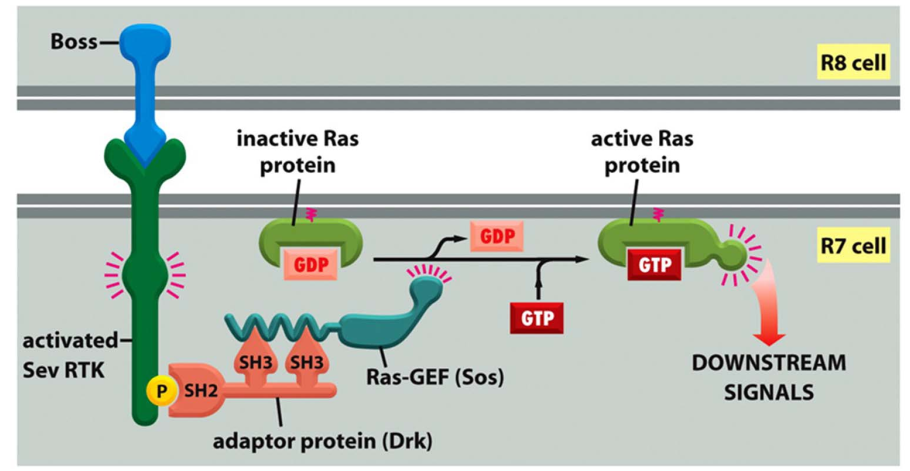 Boss
R8 cell
inactive Ras
protein
active Ras
protein
GDP
R7 cell
GDP
GTP
GTP
activated
Sev RTK
SH3
SH3
Ras-GEF (Sos)
DOWNSTREAM
SIGNALS
P
SH2
adaptor protein (Drk)